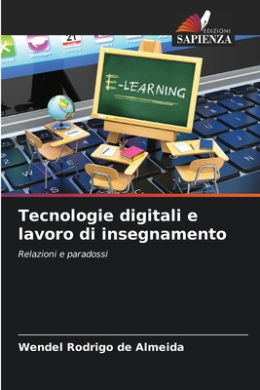 EDIZIONI
SAPIENZA
E-LEARNING
Tecnologie digitali e
lavoro di insegnamento
Relazioni e paradossi
Wendel Rodrigo de Almeida